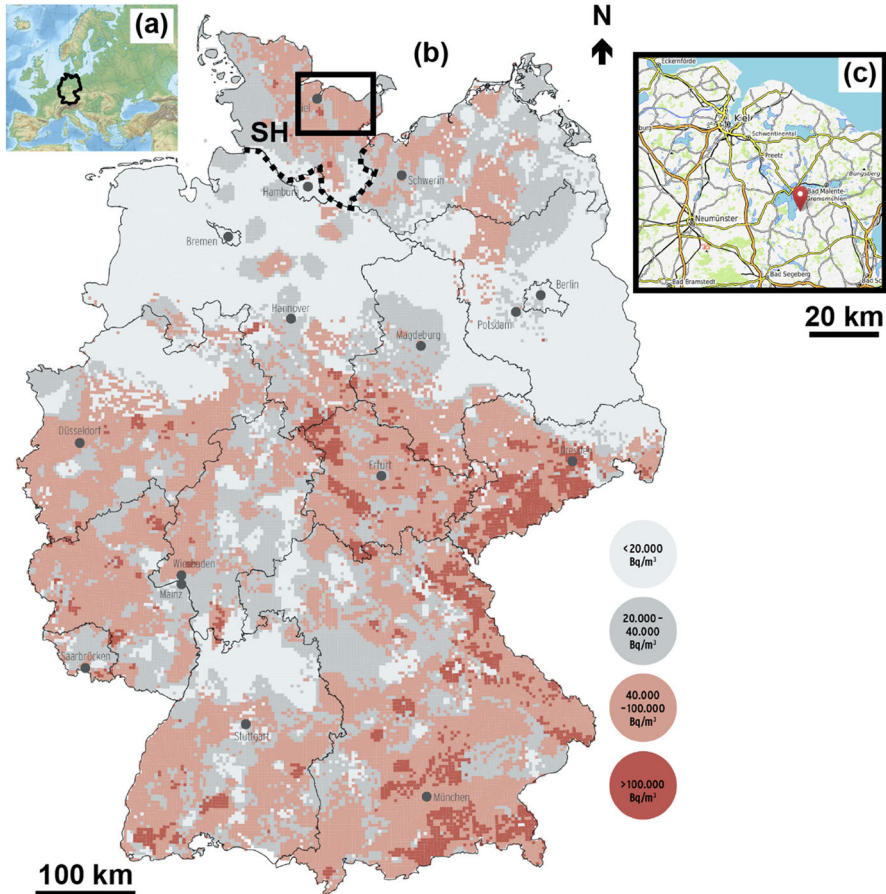 (a)
(b)
N
(c)
Eckernförde
Kiel
Schwentinental
Preetz
Bungsberg
Bad Malente-
Gremsmühlen
Neumünster
Bad Segeberg
Bad Bramstedt
20 km
iel
SH
Schwerin
Hamburg
Bremen
Berlin
Potsdam
Hannover
Magdeburg
Düsseldorf
Erfurt
Dresden
Wiesbaden
Mainz
Saarbrücken
Stuttgart
München
<20.000
Bq/m³
20.000 –
40.000
Bq/m³
40.000
–100.000
Bq/m³
>100.000
Bq/m³
100 km